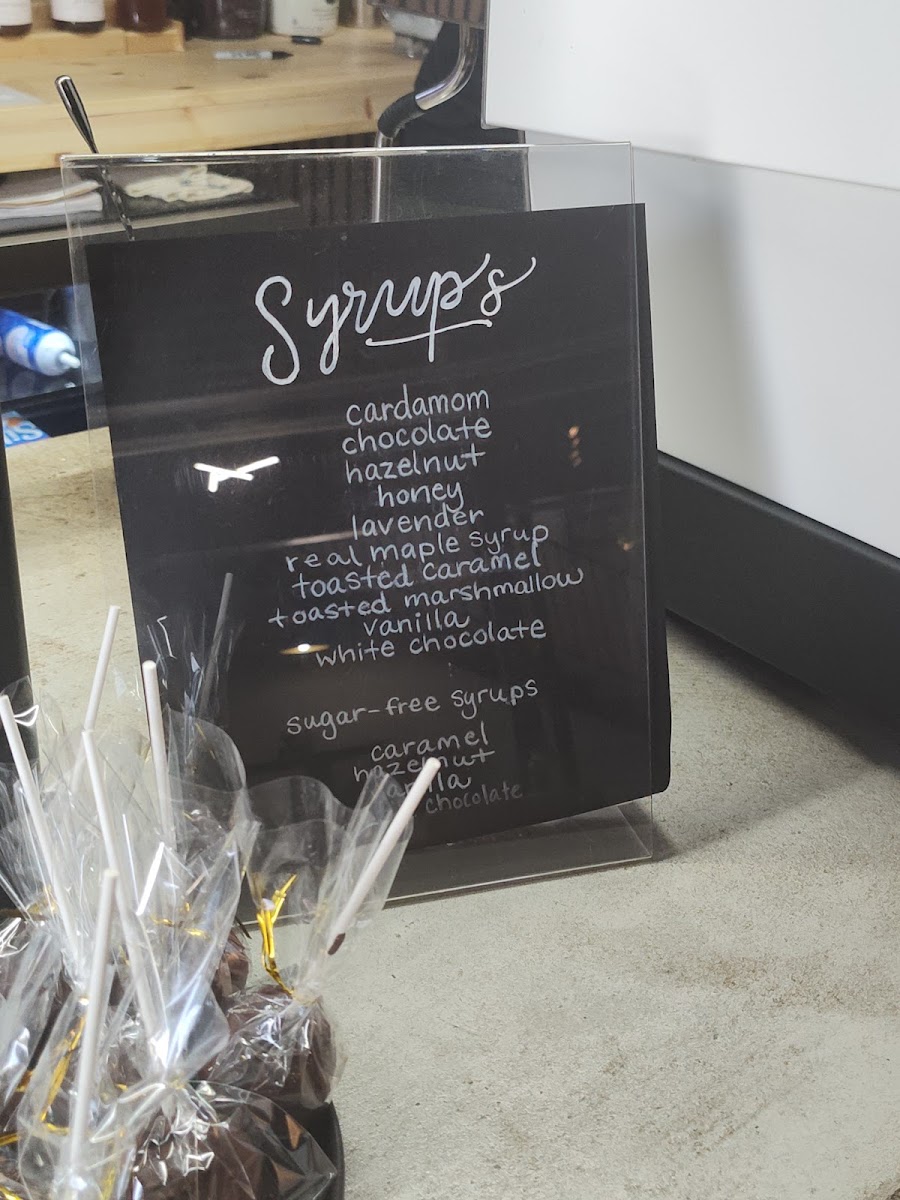 Syrups
cardamom
chocolate
hazelnut
honey
lavender
real maple syrup
toasted caramel
toasted marshmallow
vanilla
white chocolate
sugar-free syrups
caramel
hazelnut
vanilla
chocolate